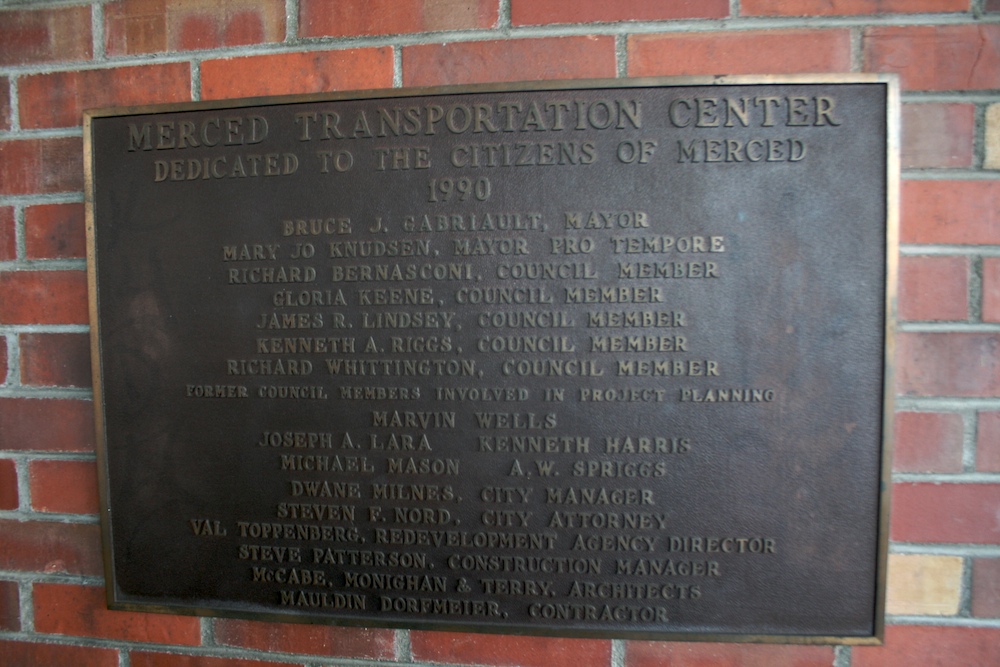 MERCED TRANSPORTATION CENTER
DEDICATED TO THE CITIZENS OF MERCED
1990
BRUCE J. GABRIAULT, MAYOR
MARY JO KNUDSEN, MAYOR PRO TEMPORE
RICHARD BERNASCONI, COUNCIL MEMBER
GLORIA KEENE, COUNCIL MEMBER
JAMES R. LINDSEY, COUNCIL MEMBER
KENNETH A. RIGGS, COUNCIL MEMBER
RICHARD WHITTINGTON, COUNCIL MEMBER
FORMER COUNCIL MEMBERS INVOLVED IN PROJECT PLANNING
MARVIN WELLS
JOSEPH A. LARA KENNETH HARRIS
MICHAEL MASON A.W. SPRIGGS
DWANE MILNES, CITY MANAGER
STEVEN F. NORD, CITY ATTORNEY
VAL TOPPENBERG, REDEVELOPMENT AGENCY DIRECTOR
STEVE PATTERSON, CONSTRUCTION MANAGER
McCABE, MONIGHAN & TERRY, ARCHITECTS
MAULDIN DORFMEIER, CONTRACTOR